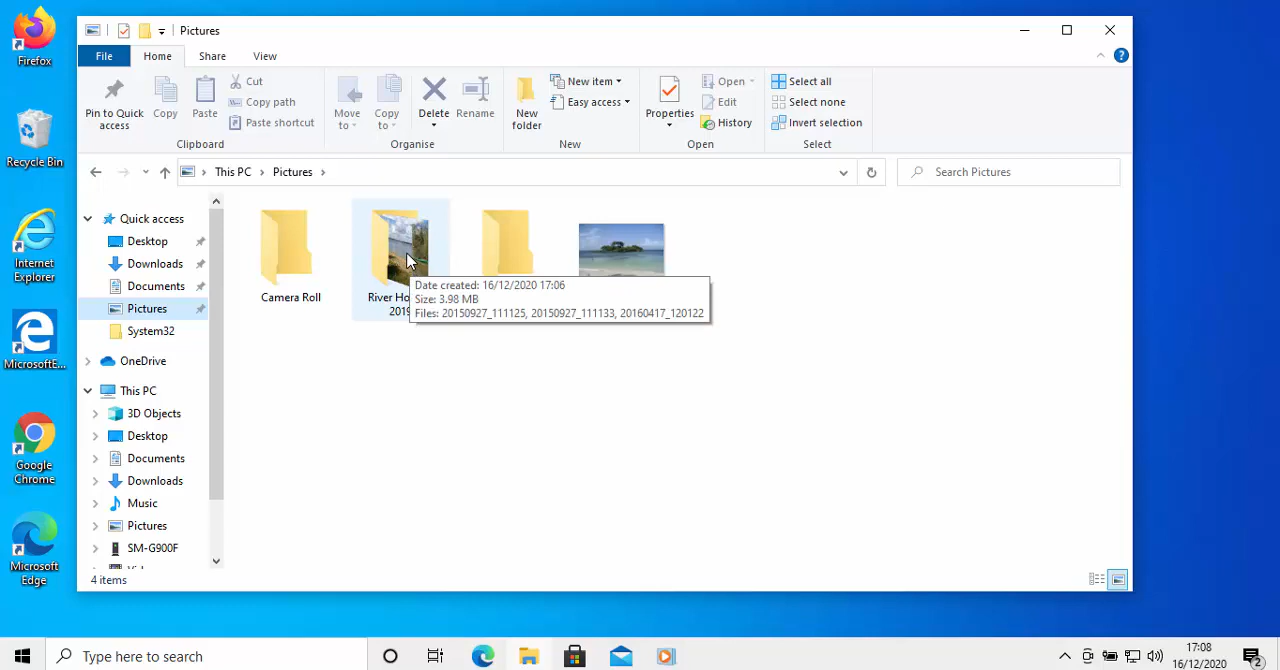 Firefox
Recycle Bin
Internet
Explorer
MicrosoftE...
Google
Chrome
Microsoft
Edge
Pictures
File
Home
Share
View
Pin to Quick
access
Copy
Paste
Cut
Copy path
Paste shortcut
Clipboard
Move
to
Copy
to
Delete
Rename
Organise
New
folder
New item
Easy access
New
Properties
Open
Edit
History
Open
Select all
Select none
Invert selection
Select
This PC
Pictures
Search Pictures
Quick access
Desktop
Downloads
Documents
Pictures
System32
OneDrive
This PC
3D Objects
Desktop
Documents
Downloads
Music
Pictures
SM-G900F
Camera Roll
River
2019
Date created: 16/12/2020 17:06
Size: 3.98 MB
Files: 20150927_111125, 20150927_111133, 20160417_120122
4 items
Type here to search
17:08
16/12/2020
2